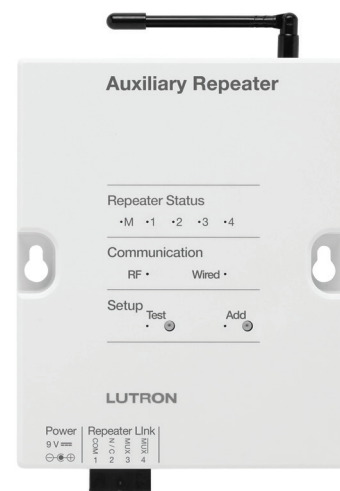 Auxiliary Repeater
Repeater Status
•M •1 •2 •3 •4
Communication
RF • Wired •
Setup
Test Add
LUTRON
Power Repeater LInk
9 V
COM N / C MUX MUX
1 2 3 4